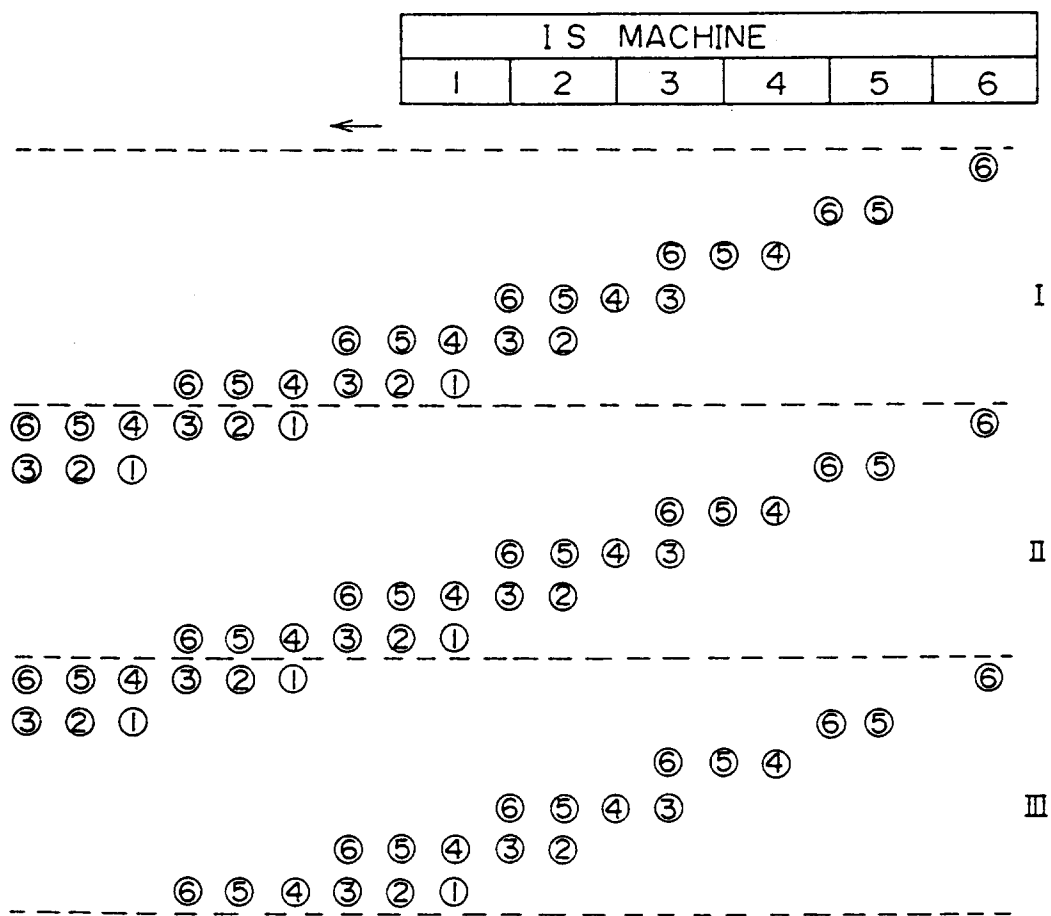 IS MACHINE
1 2 3 4 5 6
⑥
⑥ ⑤
⑥ ⑤ ④
⑥ ⑤ ④ ③ I
⑥ ⑤ ④ ③ ②
⑥ ⑤ ④ ③ ② ①
⑥ ⑤ ④ ③ ② ① ⑥
③ ② ① ⑥ ⑤
⑥ ⑤ ④
⑥ ⑤ ④ ③ II
⑥ ⑤ ④ ③ ②
⑥ ⑤ ④ ③ ② ①
⑥ ⑤ ④ ③ ② ① ⑥
③ ② ① ⑥ ⑤
⑥ ⑤ ④
⑥ ⑤ ④ ③ III
⑥ ⑤ ④ ③ ②
⑥ ⑤ ④ ③ ② ①